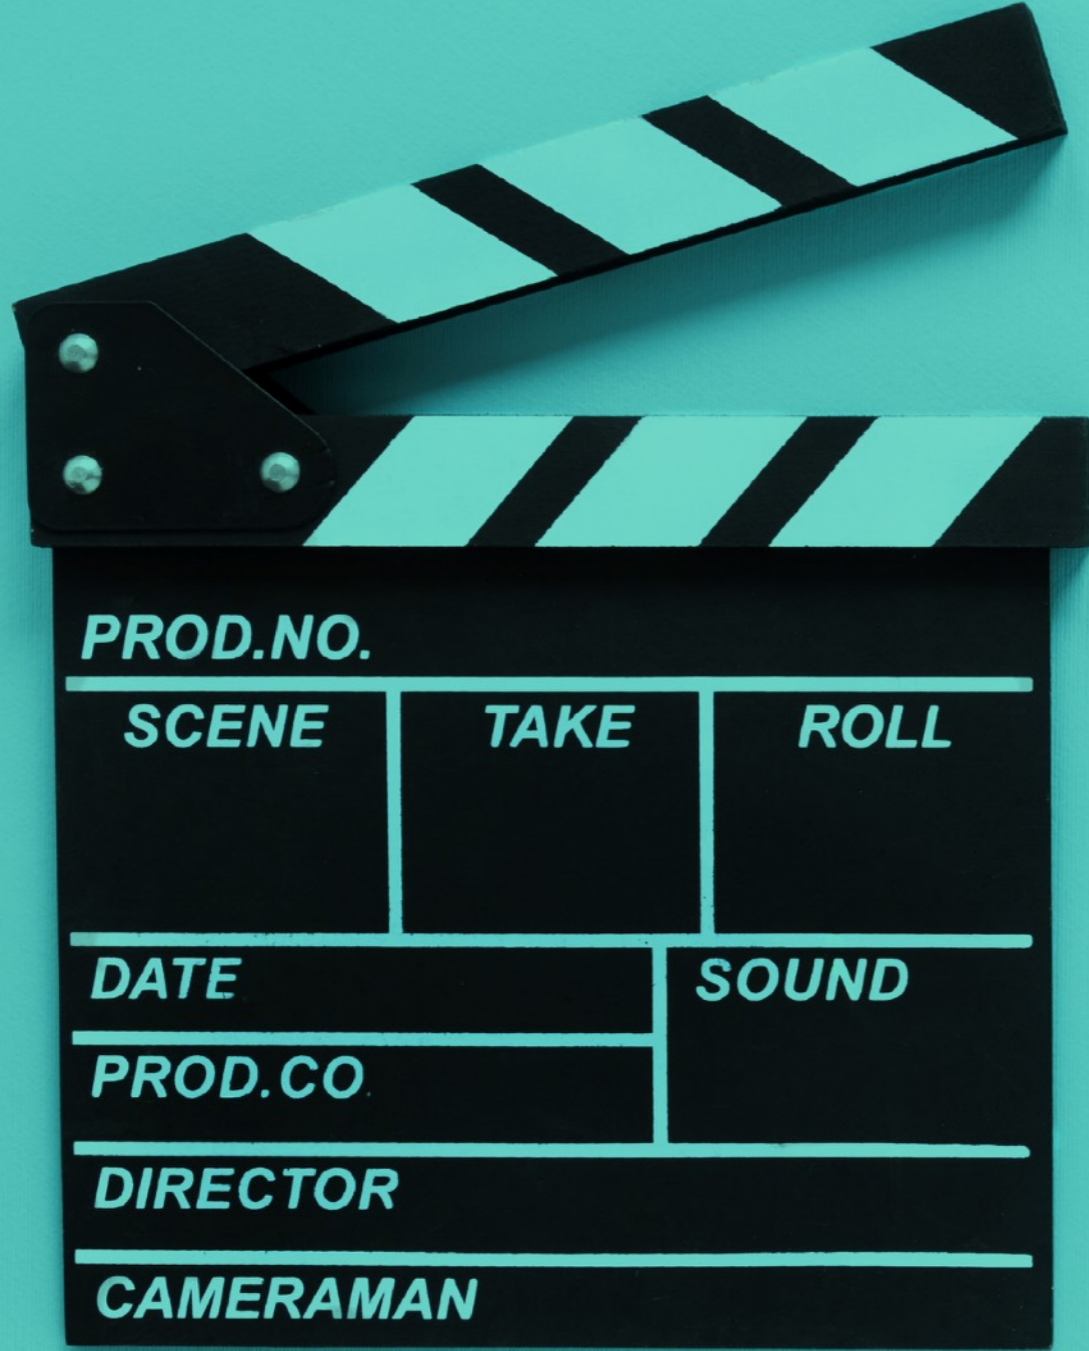 PROD.NO.
SCENE TAKE ROLL
DATE SOUND
PROD.CO.
DIRECTOR
CAMERAMAN